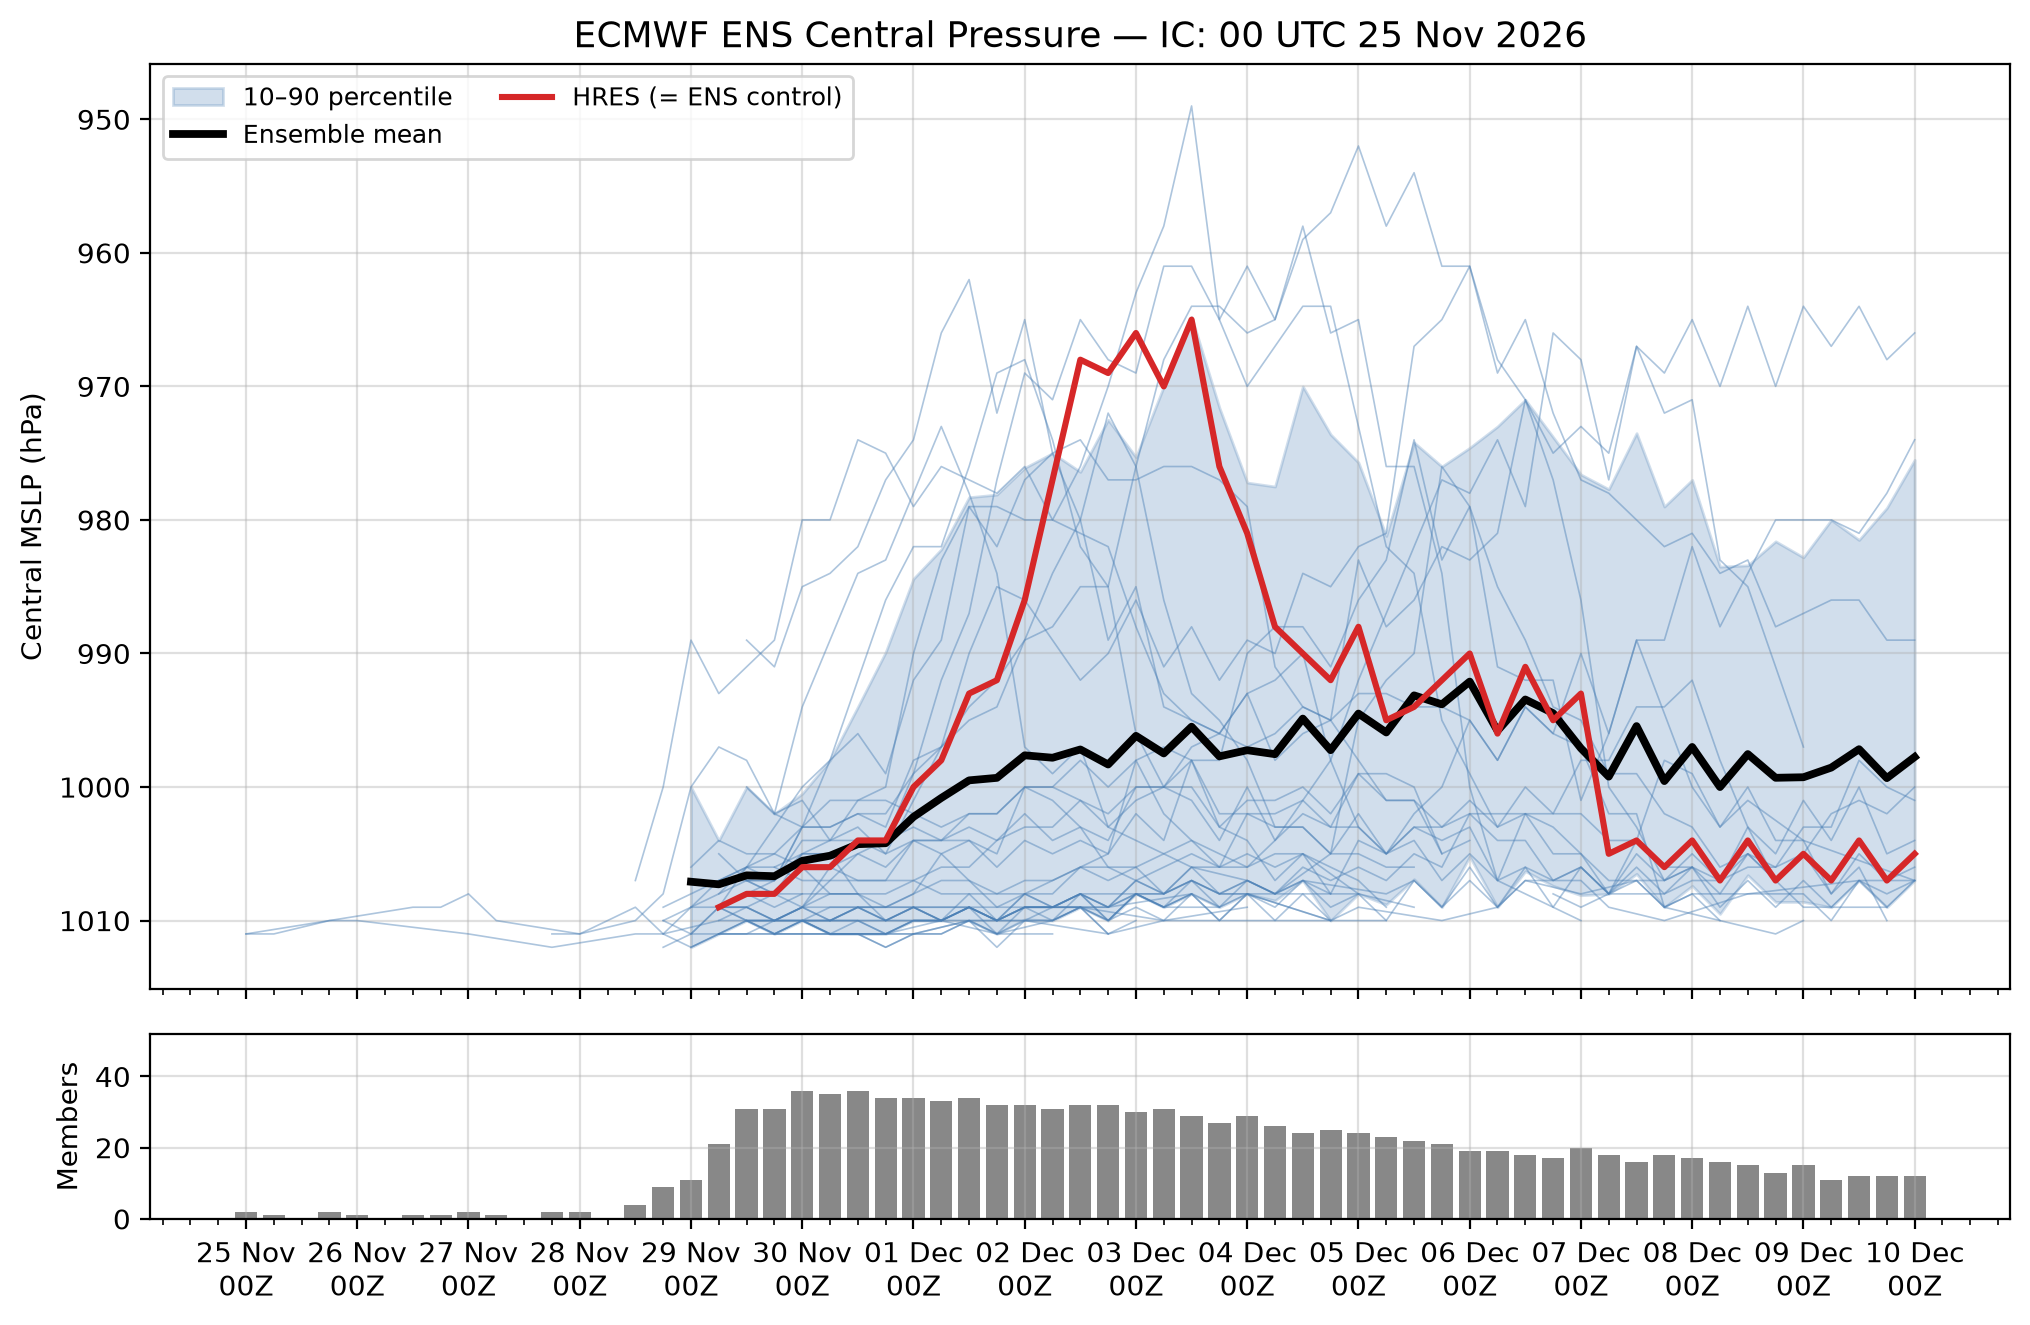 ECMWF ENS Central Pressure — IC: 00 UTC 25 Nov 2026
10–90 percentile
Ensemble mean
HRES (= ENS control)
Central MSLP (hPa)
950
960
970
980
990
1000
1010
Members
40
20
0
25 Nov 26 Nov 27 Nov 28 Nov 29 Nov 30 Nov 01 Dec 02 Dec 03 Dec 04 Dec 05 Dec 06 Dec 07 Dec 08 Dec 09 Dec 10 Dec
00Z 00Z 00Z 00Z 00Z 00Z 00Z 00Z 00Z 00Z 00Z 00Z 00Z 00Z 00Z 00Z